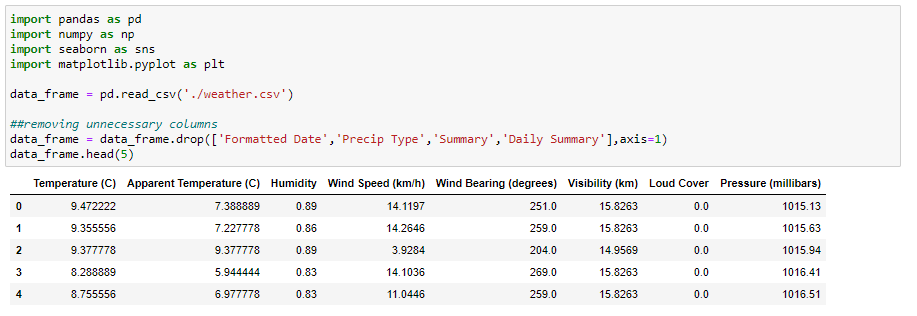 import pandas as pd
import numpy as np
import seaborn as sns
import matplotlib.pyplot as plt
data_frame = pd.read_csv('./weather.csv')
##removing unnecessary columns
data_frame = data_frame.drop(['Formatted Date','Precip Type','Summary','Daily Summary'],axis=1)
data_frame.head(5)
Temperature (C) Apparent Temperature (C) Humidity Wind Speed (km/h) Wind Bearing (degrees) Visibility (km) Loud Cover Pressure (millibars)
0 9.472222 7.388889 0.89 14.1197 251.0 15.8263 0.0 1015.13
1 9.355556 7.227778 0.86 14.2646 259.0 15.8263 0.0 1015.63
2 9.377778 9.377778 0.89 3.9284 204.0 14.9569 0.0 1015.94
3 8.288889 5.944444 0.83 14.1036 269.0 15.8263 0.0 1016.41
4 8.755556 6.977778 0.83 11.0446 259.0 15.8263 0.0 1016.51